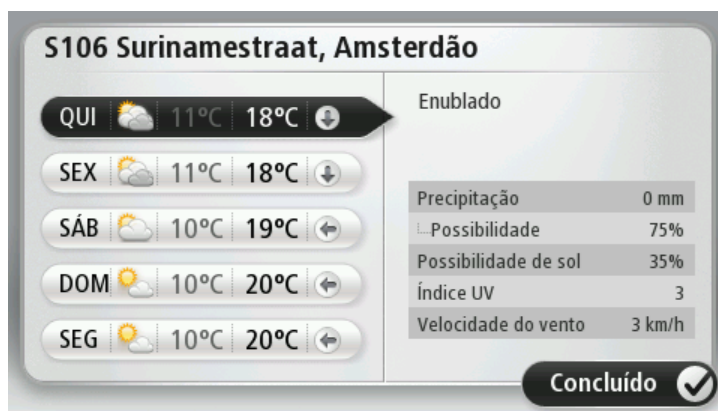 S106 Surinamestraat, Amsterdão
QUI 11°C 18°C
SEX 11°C 18°C
SÁB 10°C 19°C
DOM 10°C 20°C
SEG 10°C 20°C
Enublado
Precipitação 0 mm
Possibilidade 75%
Possibilidade de sol 35%
Índice UV 3
Velocidade do vento 3 km/h
Concluído